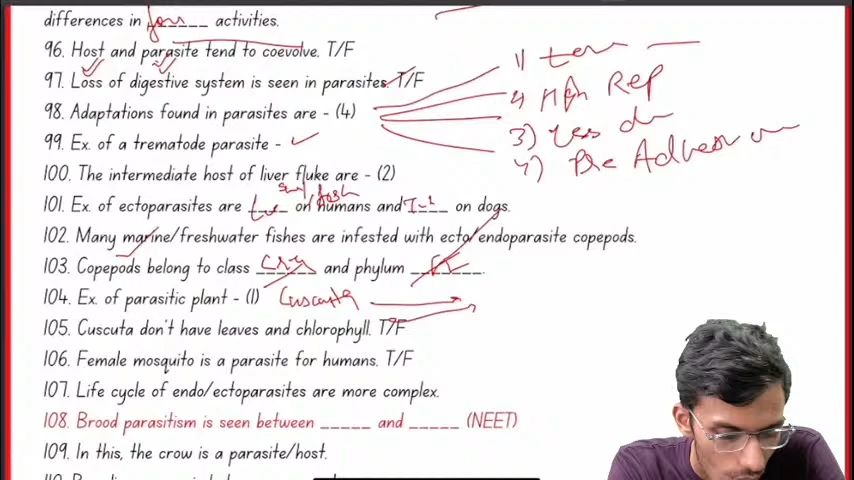 differences in ______ activities.
96. Host and parasite tend to coevolve. T/F
97. Loss of digestive system is seen in parasites. T/F
98. Adaptations found in parasites are - (4)
99. Ex. of a trematode parasite -
100. The intermediate host of liver fluke are - (2)
101. Ex. of ectoparasites are ____ on humans and ____ on dogs.
102. Many marine/freshwater fishes are infested with ecto/endoparasite copepods.
103. Copepods belong to class ______ and phylum ______.
104. Ex. of parasitic plant - (1) Cuscuta
105. Cuscuta don't have leaves and chlorophyll. T/F
106. Female mosquito is a parasite for humans. T/F
107. Life cycle of endo/ectoparasites are more complex.
108. Brood parasitism is seen between _____ and _____ (NEET)
109. In this, the crow is a parasite/host.
1)
Rep
3)
4)